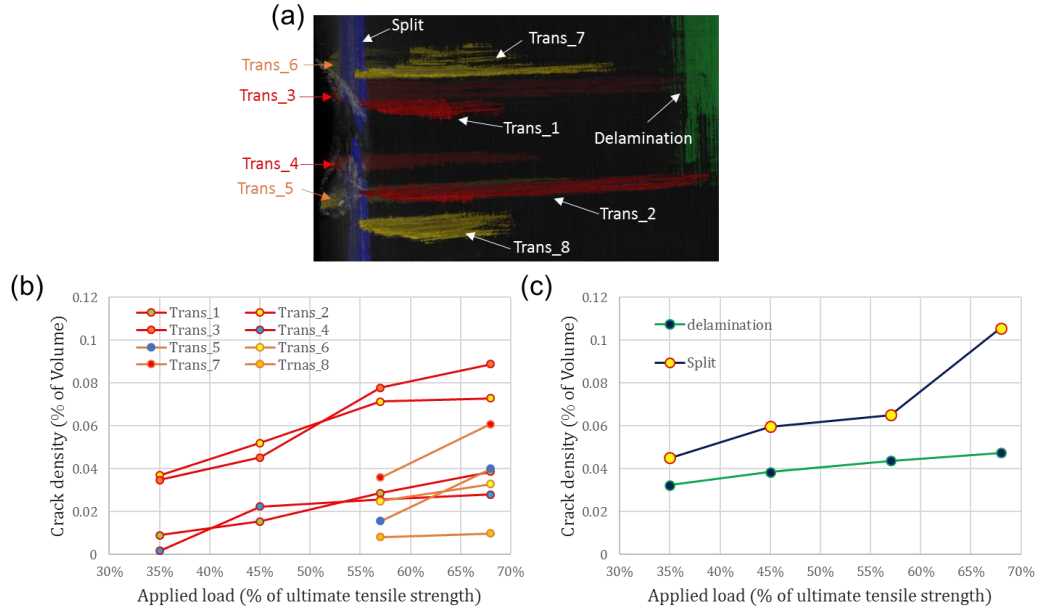 (a)
Split
Trans_7
Trans_6
Trans_3
Trans_1
Delamination
Trans_4
Trans_5
Trans_2
Trans_8
(b)
Crack density (% of Volume)
0.12
0.1
0.08
0.06
0.04
0.02
0
Trans_1 Trans_2
Trans_3 Trans_4
Trans_5 Trans_6
Trans_7 Trnas_8
30% 35% 40% 45% 50% 55% 60% 65% 70%
Applied load (% of ultimate tensile strength)
(c)
Crack density (% of Volume)
0.12
0.1
0.08
0.06
0.04
0.02
0
delamination
Split
30% 35% 40% 45% 50% 55% 60% 65% 70%
Applied load (% of ultimate tensile strength)